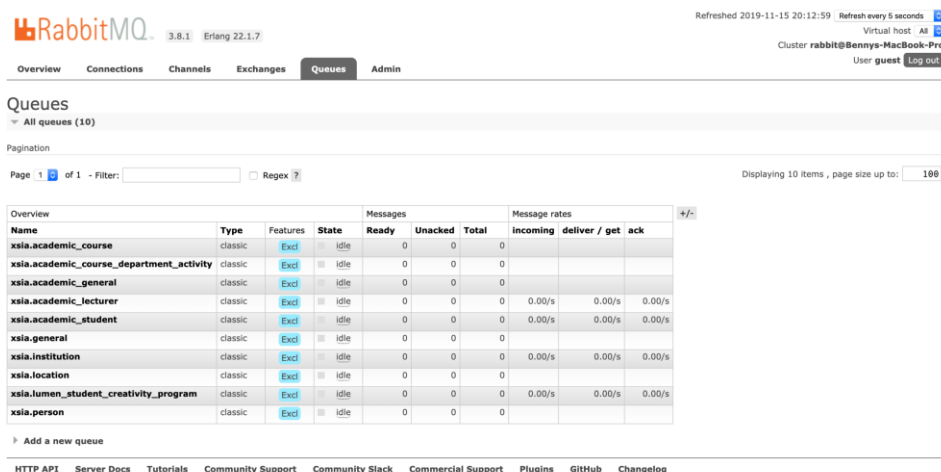 Refreshed 2019-11-15 20:12:59 Refresh every 5 seconds
RabbitMQ 3.8.1 Erlang 22.1.7
Virtual host All
Cluster rabbit@Bennys-MacBook-Pro
User guest Log out
Overview Connections Channels Exchanges Queues Admin
Queues
All queues (10)
Pagination
Page 1 of 1 - Filter: Regex ? Displaying 10 items , page size up to: 100
Overview Messages Message rates +/-
Name Type Features State Ready Unacked Total incoming deliver / get ack
xsia.academic_course classic Excl idle 0 0 0
xsia.academic_course_department_activity classic Excl idle 0 0 0
xsia.academic_general classic Excl idle 0 0 0
xsia.academic_lecturer classic Excl idle 0 0 0 0.00/s 0.00/s 0.00/s
xsia.academic_student classic Excl idle 0 0 0 0.00/s 0.00/s 0.00/s
xsia.general classic Excl idle 0 0 0
xsia.institution classic Excl idle 0 0 0 0.00/s 0.00/s 0.00/s
xsia.location classic Excl idle 0 0 0
xsia.lumen_student_creativity_program classic Excl idle 0 0 0 0.00/s 0.00/s 0.00/s
xsia.person classic Excl idle 0 0 0
Add a new queue
HTTP API Server Docs Tutorials Community Support Community Slack Commercial Support Plugins GitHub Changelog